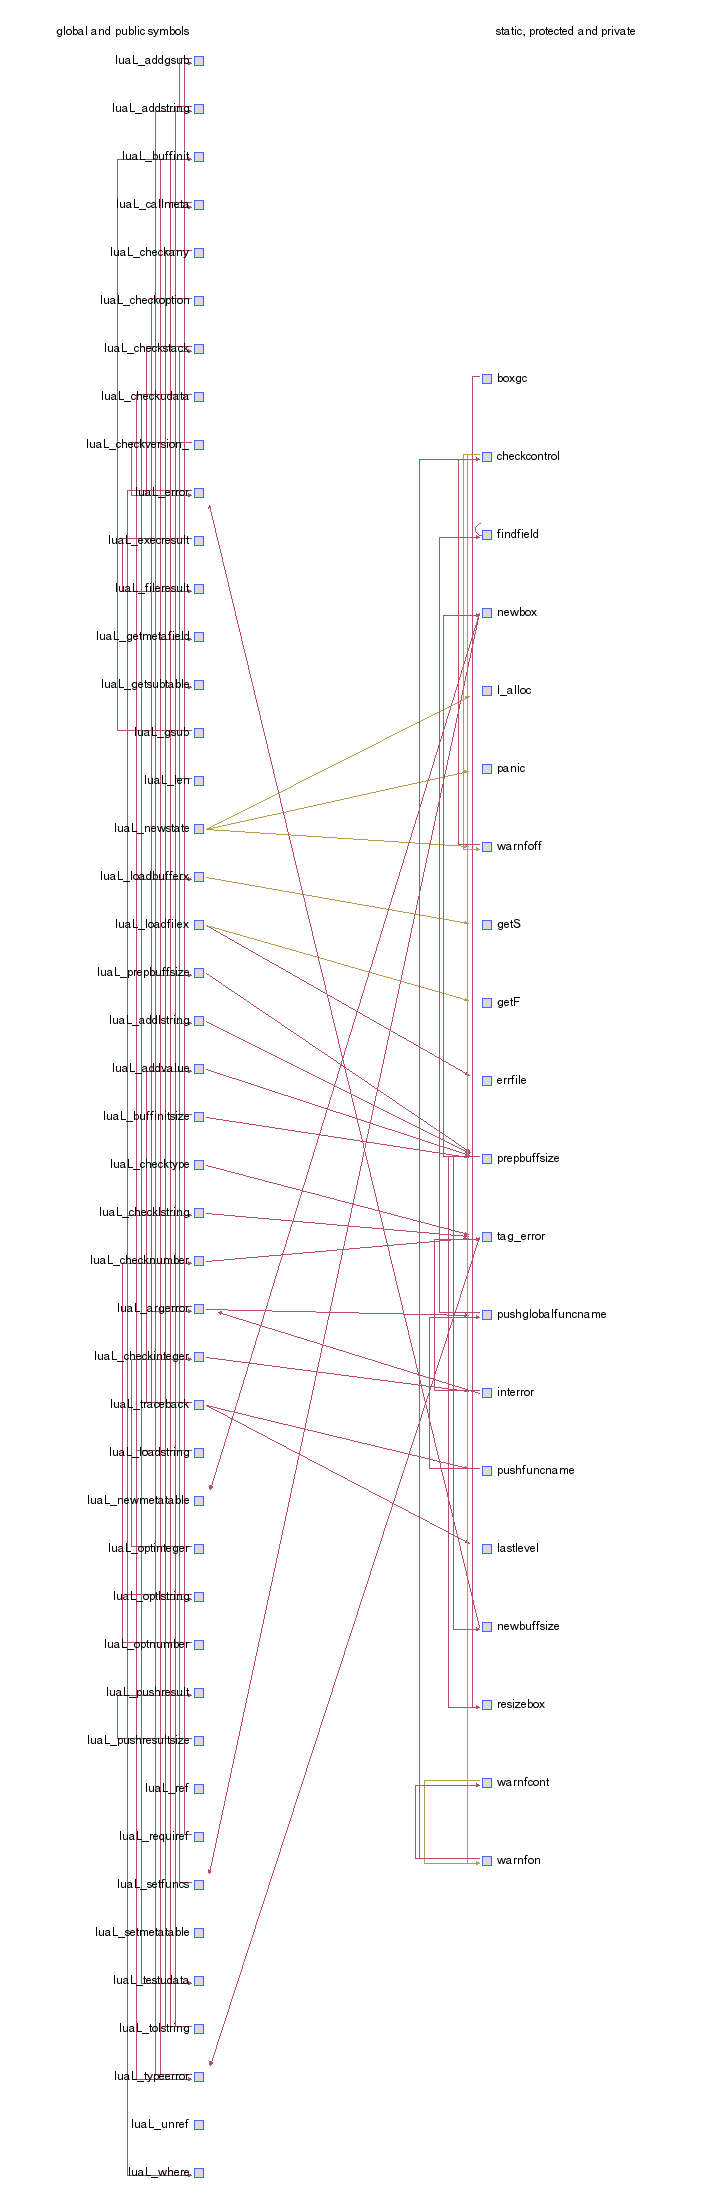 global and public symbols
static, protected and private
luaL_addgsub
luaL_addstring
luaL_buffinit
luaL_callmeta
luaL_checkany
luaL_checkoption
luaL_checkstack
luaL_checkudata
luaL_checkversion_
luaL_error
luaL_execresult
luaL_fileresult
luaL_getmetafield
luaL_getsubtable
luaL_gsub
luaL_len
luaL_newstate
luaL_loadbufferx
luaL_loadfilex
luaL_prepbuffsize
luaL_addlstring
luaL_addvalue
luaL_buffinitsize
luaL_checktype
luaL_checklstring
luaL_checknumber
luaL_argerror
luaL_checkinteger
luaL_traceback
luaL_loadstring
luaL_newmetatable
luaL_optinteger
luaL_optlstring
luaL_optnumber
luaL_pushresult
luaL_pushresultsize
luaL_ref
luaL_requiref
luaL_setfuncs
luaL_setmetatable
luaL_testudata
luaL_tolstring
luaL_typeerror
luaL_unref
luaL_where
boxgc
checkcontrol
findfield
newbox
l_alloc
panic
warnfoff
getS
getF
errfile
prepbuffsize
tag_error
pushglobalfuncname
interror
pushfuncname
lastlevel
newbuffsize
resizebox
warnfcont
warnfon